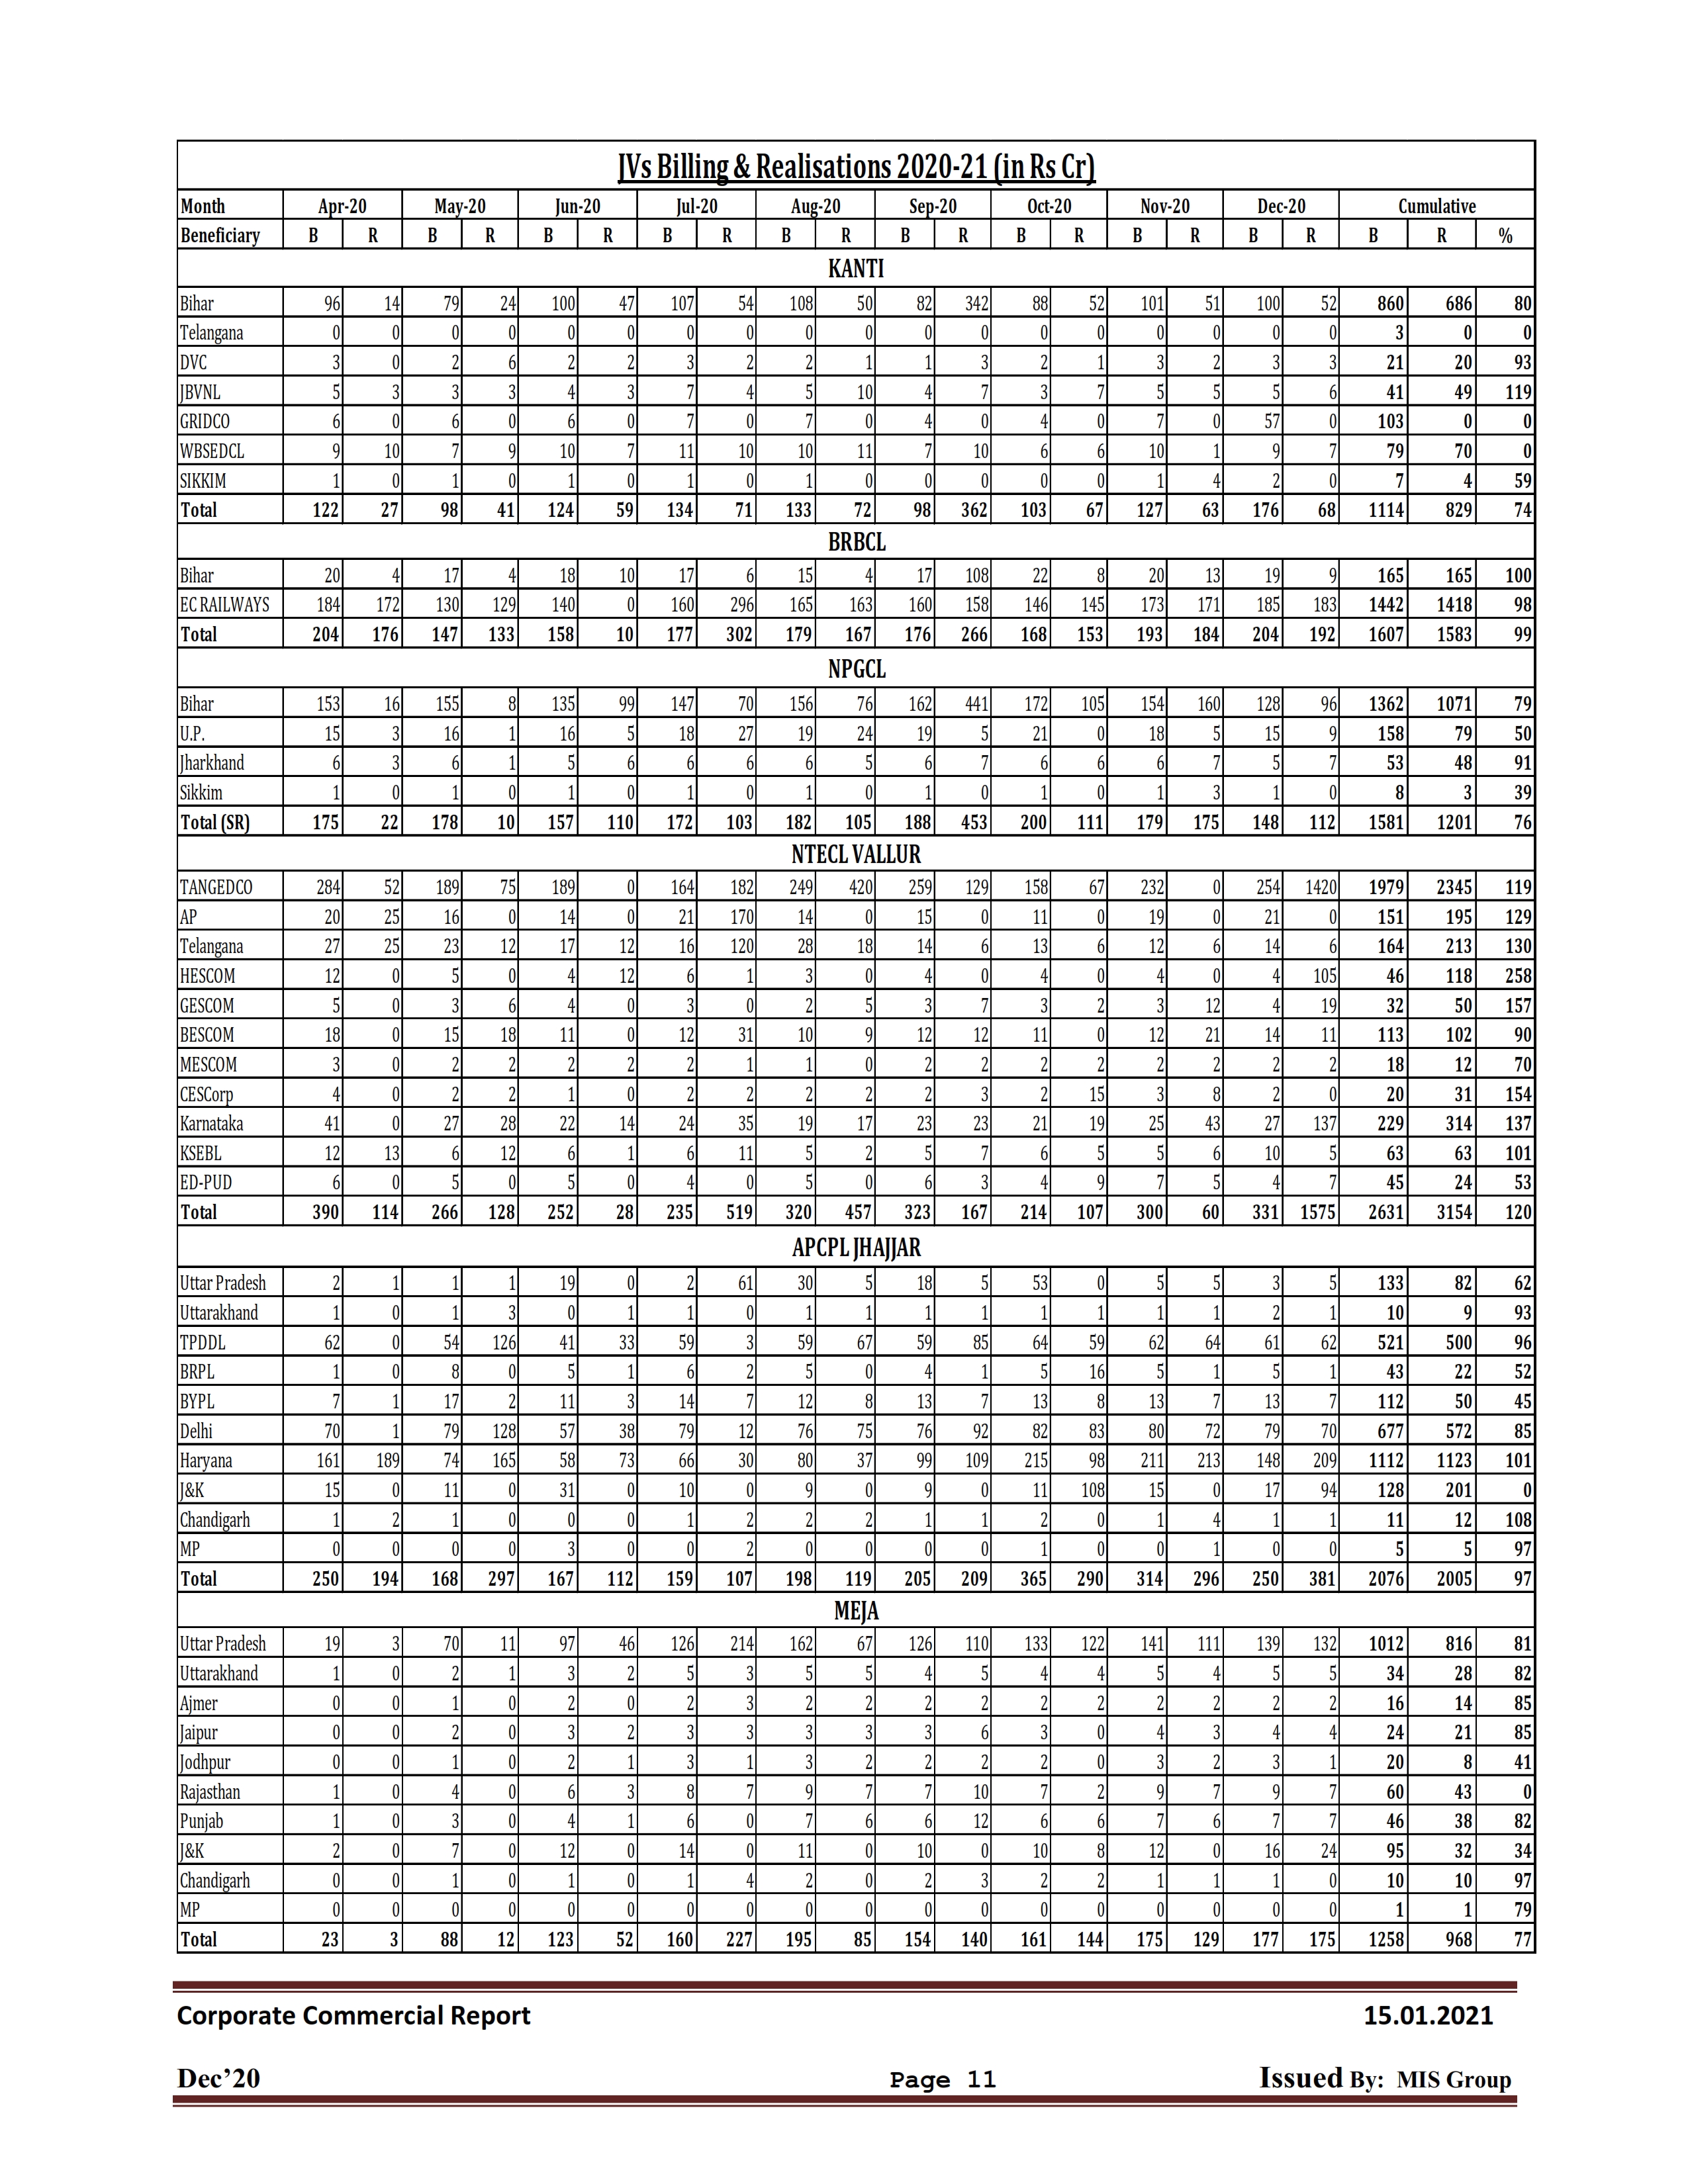 JVs Billing & Realisations 2020-21 (in Rs Cr)
Month Apr-20 May-20 Jun-20 Jul-20 Aug-20 Sep-20 Oct-20 Nov-20 Dec-20 Cumulative
Beneficiary B R B R B R B R B R B R B R B R B R B R %
KANTI
Bihar 96 14 79 24 100 47 107 54 108 50 82 342 88 52 101 51 100 52 860 686 80
Telangana 0 0 0 0 0 0 0 0 0 0 0 0 0 0 0 0 0 0 3 0 0
DVC 3 0 2 6 2 2 3 2 2 1 1 3 2 1 3 2 3 3 21 20 93
JBVNL 5 3 3 3 4 3 7 4 5 10 4 7 3 7 5 5 5 6 41 49 119
GRIDCO 6 0 6 0 6 0 7 0 7 0 4 0 4 0 7 0 57 0 103 0 0
WBSEDCL 9 10 7 9 10 7 11 10 10 11 7 10 6 6 10 1 9 7 79 70 0
SIKKIM 1 0 1 0 1 0 1 0 1 0 0 0 0 0 1 4 2 0 7 4 59
Total 122 27 98 41 124 59 134 71 133 72 98 362 103 67 127 63 176 68 1114 829 74
BRBCL
Bihar 20 4 17 4 18 10 17 6 15 4 17 108 22 8 20 13 19 9 165 165 100
EC RAILWAYS 184 172 130 129 140 0 160 296 165 163 160 158 146 145 173 171 185 183 1442 1418 98
Total 204 176 147 133 158 10 177 302 179 167 176 266 168 153 193 184 204 192 1607 1583 99
NPGCL
Bihar 153 16 155 8 135 99 147 70 156 76 162 441 172 105 154 160 128 96 1362 1071 79
U.P. 15 3 16 1 16 5 18 27 19 24 19 5 21 0 18 5 15 9 158 79 50
Jharkhand 6 3 6 1 5 6 6 6 6 5 6 7 6 6 6 7 5 7 53 48 91
Sikkim 1 0 1 0 1 0 1 0 1 0 1 0 1 0 1 3 1 0 8 3 39
Total (SR) 175 22 178 10 157 110 172 103 182 105 188 453 200 111 179 175 148 112 1581 1201 76
NTECL VALLUR
TANGEDCO 284 52 189 75 189 0 164 182 249 420 259 129 158 67 232 0 254 1420 1979 2345 119
AP 20 25 16 0 14 0 21 170 14 0 15 0 11 0 19 0 21 0 151 195 129
Telangana 27 25 23 12 17 12 16 120 28 18 14 6 13 6 12 6 14 6 164 213 130
HESCOM 12 0 5 0 4 12 6 1 3 0 4 0 4 0 4 0 4 105 46 118 258
GESCOM 5 0 3 6 4 0 3 0 2 5 3 7 3 2 3 12 4 19 32 50 157
BESCOM 18 0 15 18 11 0 12 31 10 9 12 12 11 0 12 21 14 11 113 102 90
MESCOM 3 0 2 2 2 2 2 1 1 0 2 2 2 2 2 2 2 2 18 12 70
CESCorp 4 0 2 2 1 0 2 2 2 2 2 3 2 15 3 8 2 0 20 31 154
Karnataka 41 0 27 28 22 14 24 35 19 17 23 23 21 19 25 43 27 137 229 314 137
KSEBL 12 13 6 12 6 1 6 11 5 2 5 7 6 5 5 6 10 5 63 63 101
ED-PUD 6 0 5 0 5 0 4 0 5 0 6 3 4 9 7 5 4 7 45 24 53
Total 390 114 266 128 252 28 235 519 320 457 323 167 214 107 300 60 331 1575 2631 3154 120
APCPL JHAJJAR
Uttar Pradesh 2 1 1 1 19 0 2 61 30 5 18 5 53 0 5 5 3 5 133 82 62
Uttarakhand 1 0 1 3 0 1 1 0 1 1 1 1 1 1 1 1 2 1 10 9 93
TPDDL 62 0 54 126 41 33 59 3 59 67 59 85 64 59 62 64 61 62 521 500 96
BRPL 1 0 8 0 5 1 6 2 5 0 4 1 5 16 5 1 5 1 43 22 52
BYPL 7 1 17 2 11 3 14 7 12 8 13 7 13 8 13 7 13 7 112 50 45
Delhi 70 1 79 128 57 38 79 12 76 75 76 92 82 83 80 72 79 70 677 572 85
Haryana 161 189 74 165 58 73 66 30 80 37 99 109 215 98 211 213 148 209 1112 1123 101
J&K 15 0 11 0 31 0 10 0 9 0 9 0 11 108 15 0 17 94 128 201 0
Chandigarh 1 2 1 0 0 0 1 2 2 2 1 1 2 0 1 4 1 1 11 12 108
MP 0 0 0 0 3 0 0 2 0 0 0 0 1 0 0 1 0 0 5 5 97
Total 250 194 168 297 167 112 159 107 198 119 205 209 365 290 314 296 250 381 2076 2005 97
MEJA
Uttar Pradesh 19 3 70 11 97 46 126 214 162 67 126 110 133 122 141 111 139 132 1012 816 81
Uttarakhand 1 0 2 1 3 2 5 3 5 5 4 5 4 4 5 4 5 5 34 28 82
Ajmer 0 0 1 0 2 0 2 3 2 2 2 2 2 2 2 2 2 2 16 14 85
Jaipur 0 0 2 0 3 2 3 3 3 3 3 6 3 0 4 3 4 4 24 21 85
Jodhpur 0 0 1 0 2 1 3 1 3 2 2 2 2 0 3 2 3 1 20 8 41
Rajasthan 1 0 4 0 6 3 8 7 9 7 7 10 7 2 9 7 9 7 60 43 0
Punjab 1 0 3 0 4 1 6 0 7 6 6 12 6 6 7 6 7 7 46 38 82
J&K 2 0 7 0 12 0 14 0 11 0 10 0 10 8 12 0 16 24 95 32 34
Chandigarh 0 0 1 0 1 0 1 4 2 0 2 3 2 2 1 1 1 0 10 10 97
MP 0 0 0 0 0 0 0 0 0 0 0 0 0 0 0 0 0 0 1 1 79
Total 23 3 88 12 123 52 160 227 195 85 154 140 161 144 175 129 177 175 1258 968 77
Corporate Commercial Report 15.01.2021
Dec’20 Page 11 Issued By: MIS Group